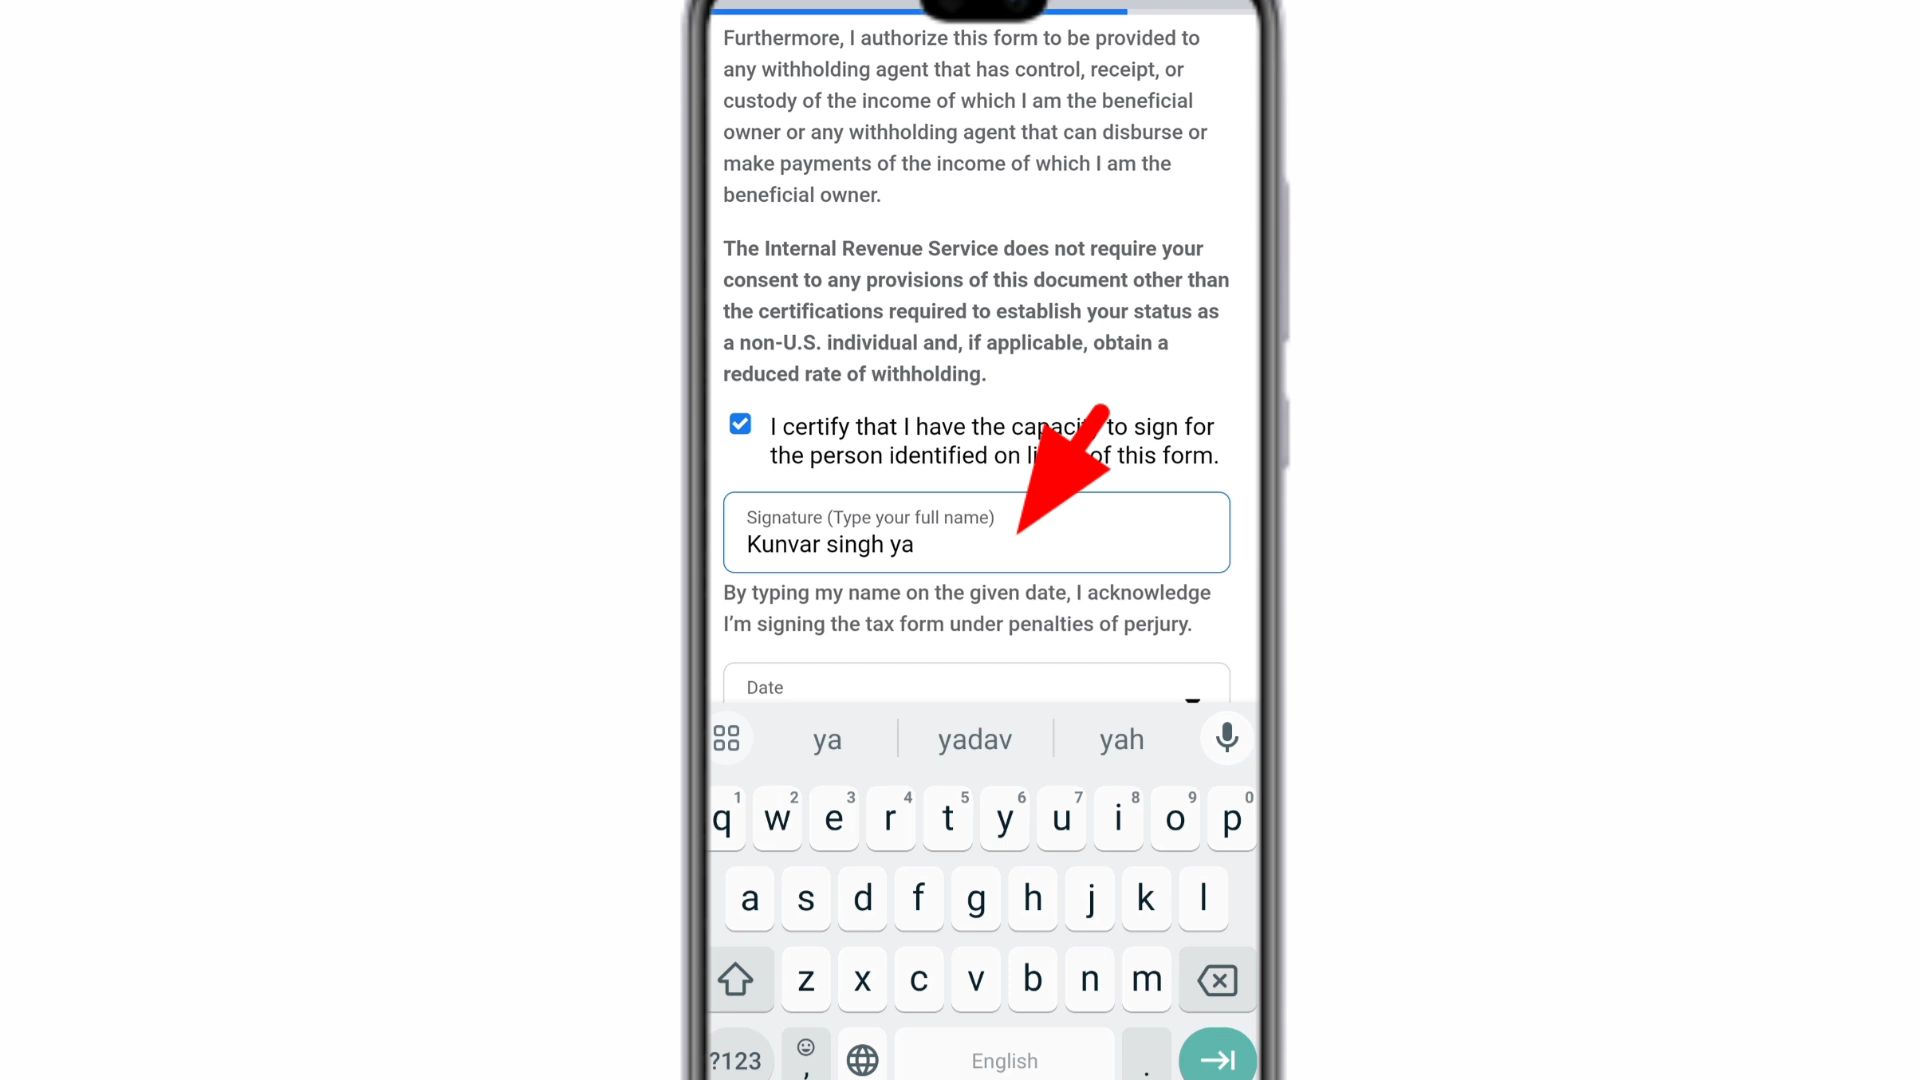 Furthermore, I authorize this form to be provided to
any withholding agent that has control, receipt, or
custody of the income of which I am the beneficial
owner or any withholding agent that can disburse or
make payments of the income of which I am the
beneficial owner.
The Internal Revenue Service does not require your
consent to any provisions of this document other than
the certifications required to establish your status as
a non-U.S. individual and, if applicable, obtain a
reduced rate of withholding.
I certify that I have the capacity to sign for
the person identified on of this form.
Signature (Type your full name)
Kunvar singh ya
By typing my name on the given date, I acknowledge
I'm signing the tax form under penalties of perjury.
Date
ya yadav yah
1 2 3 4 5 6 7 8 9 0
q w e r t y u i o p
a s d f g h j k l
z x c v b n m
?123 , English .